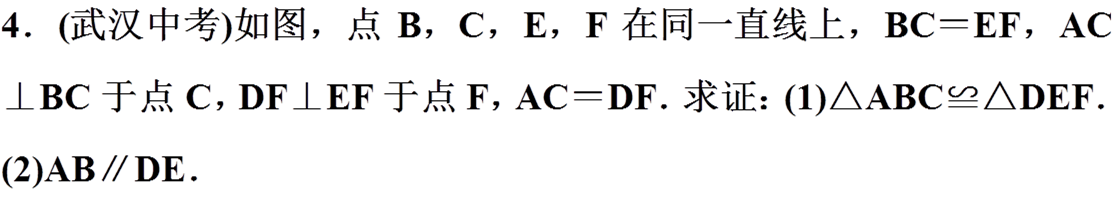 4. (武汉中考)如图，点 B，C，E，F 在同一直线上，BC＝EF，AC
⊥BC 于点 C，DF⊥EF 于点 F，AC＝DF．求证：(1)△ABC≌△DEF．
(2)AB∥DE．